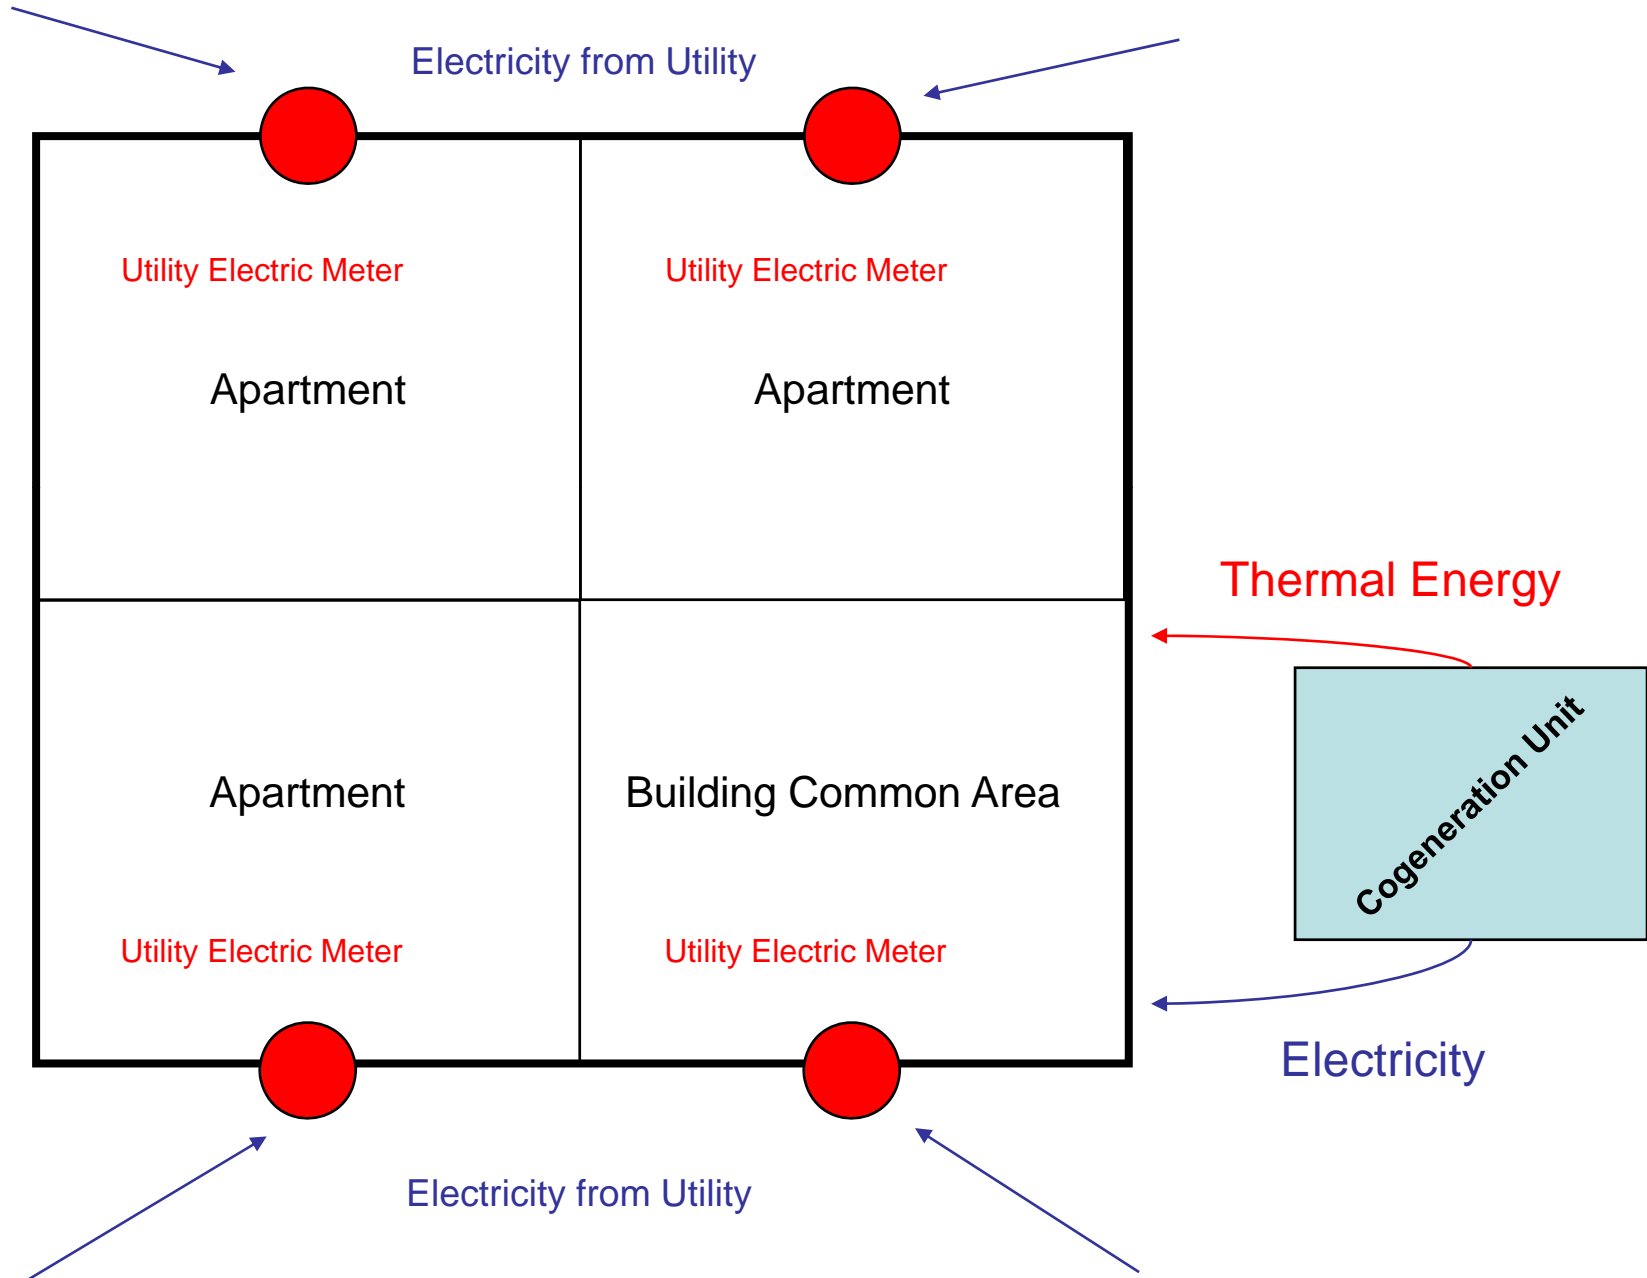 Electricity from Utility
Utility Electric Meter
Utility Electric Meter
Apartment
Apartment
Thermal Energy
Cogeneration Unit
Apartment
Building Common Area
Utility Electric Meter
Utility Electric Meter
Electricity
Electricity from Utility